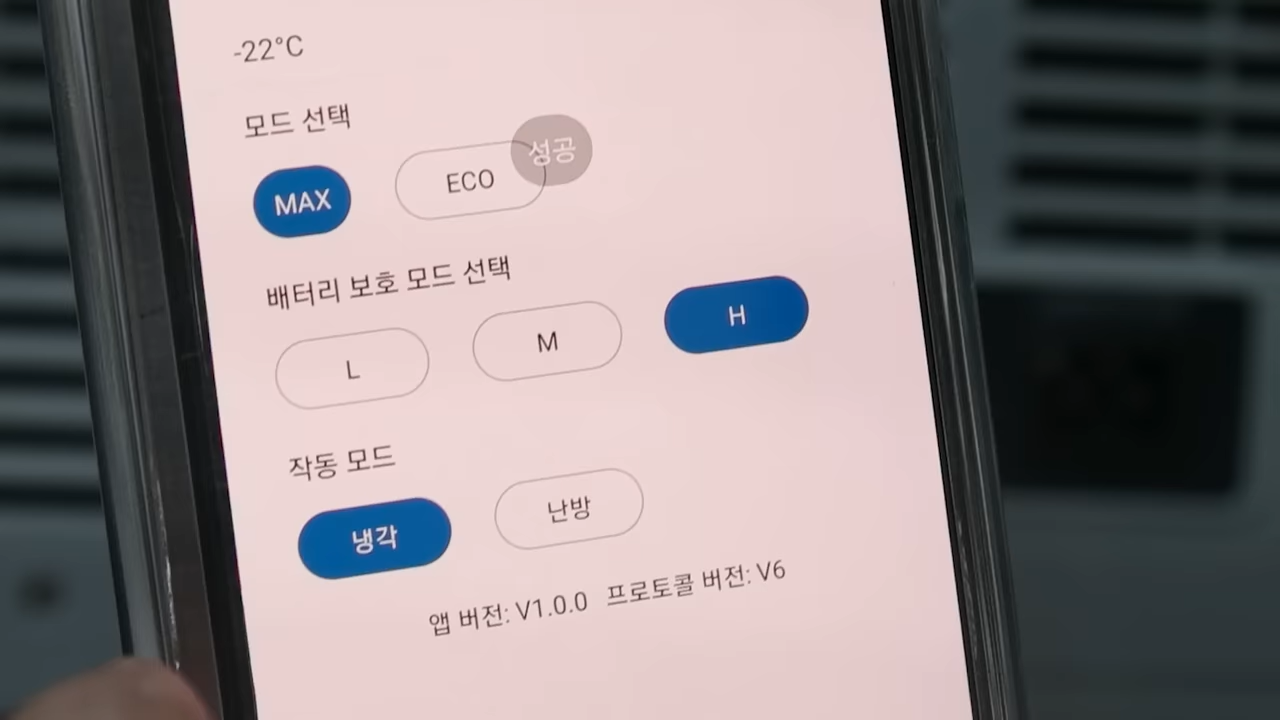 -22°C
모드 선택
MAX ECO 성공
배터리 보호 모드 선택
L M H
작동 모드
냉각 난방
앱 버전: V1.0.0 프로토콜 버전: V6